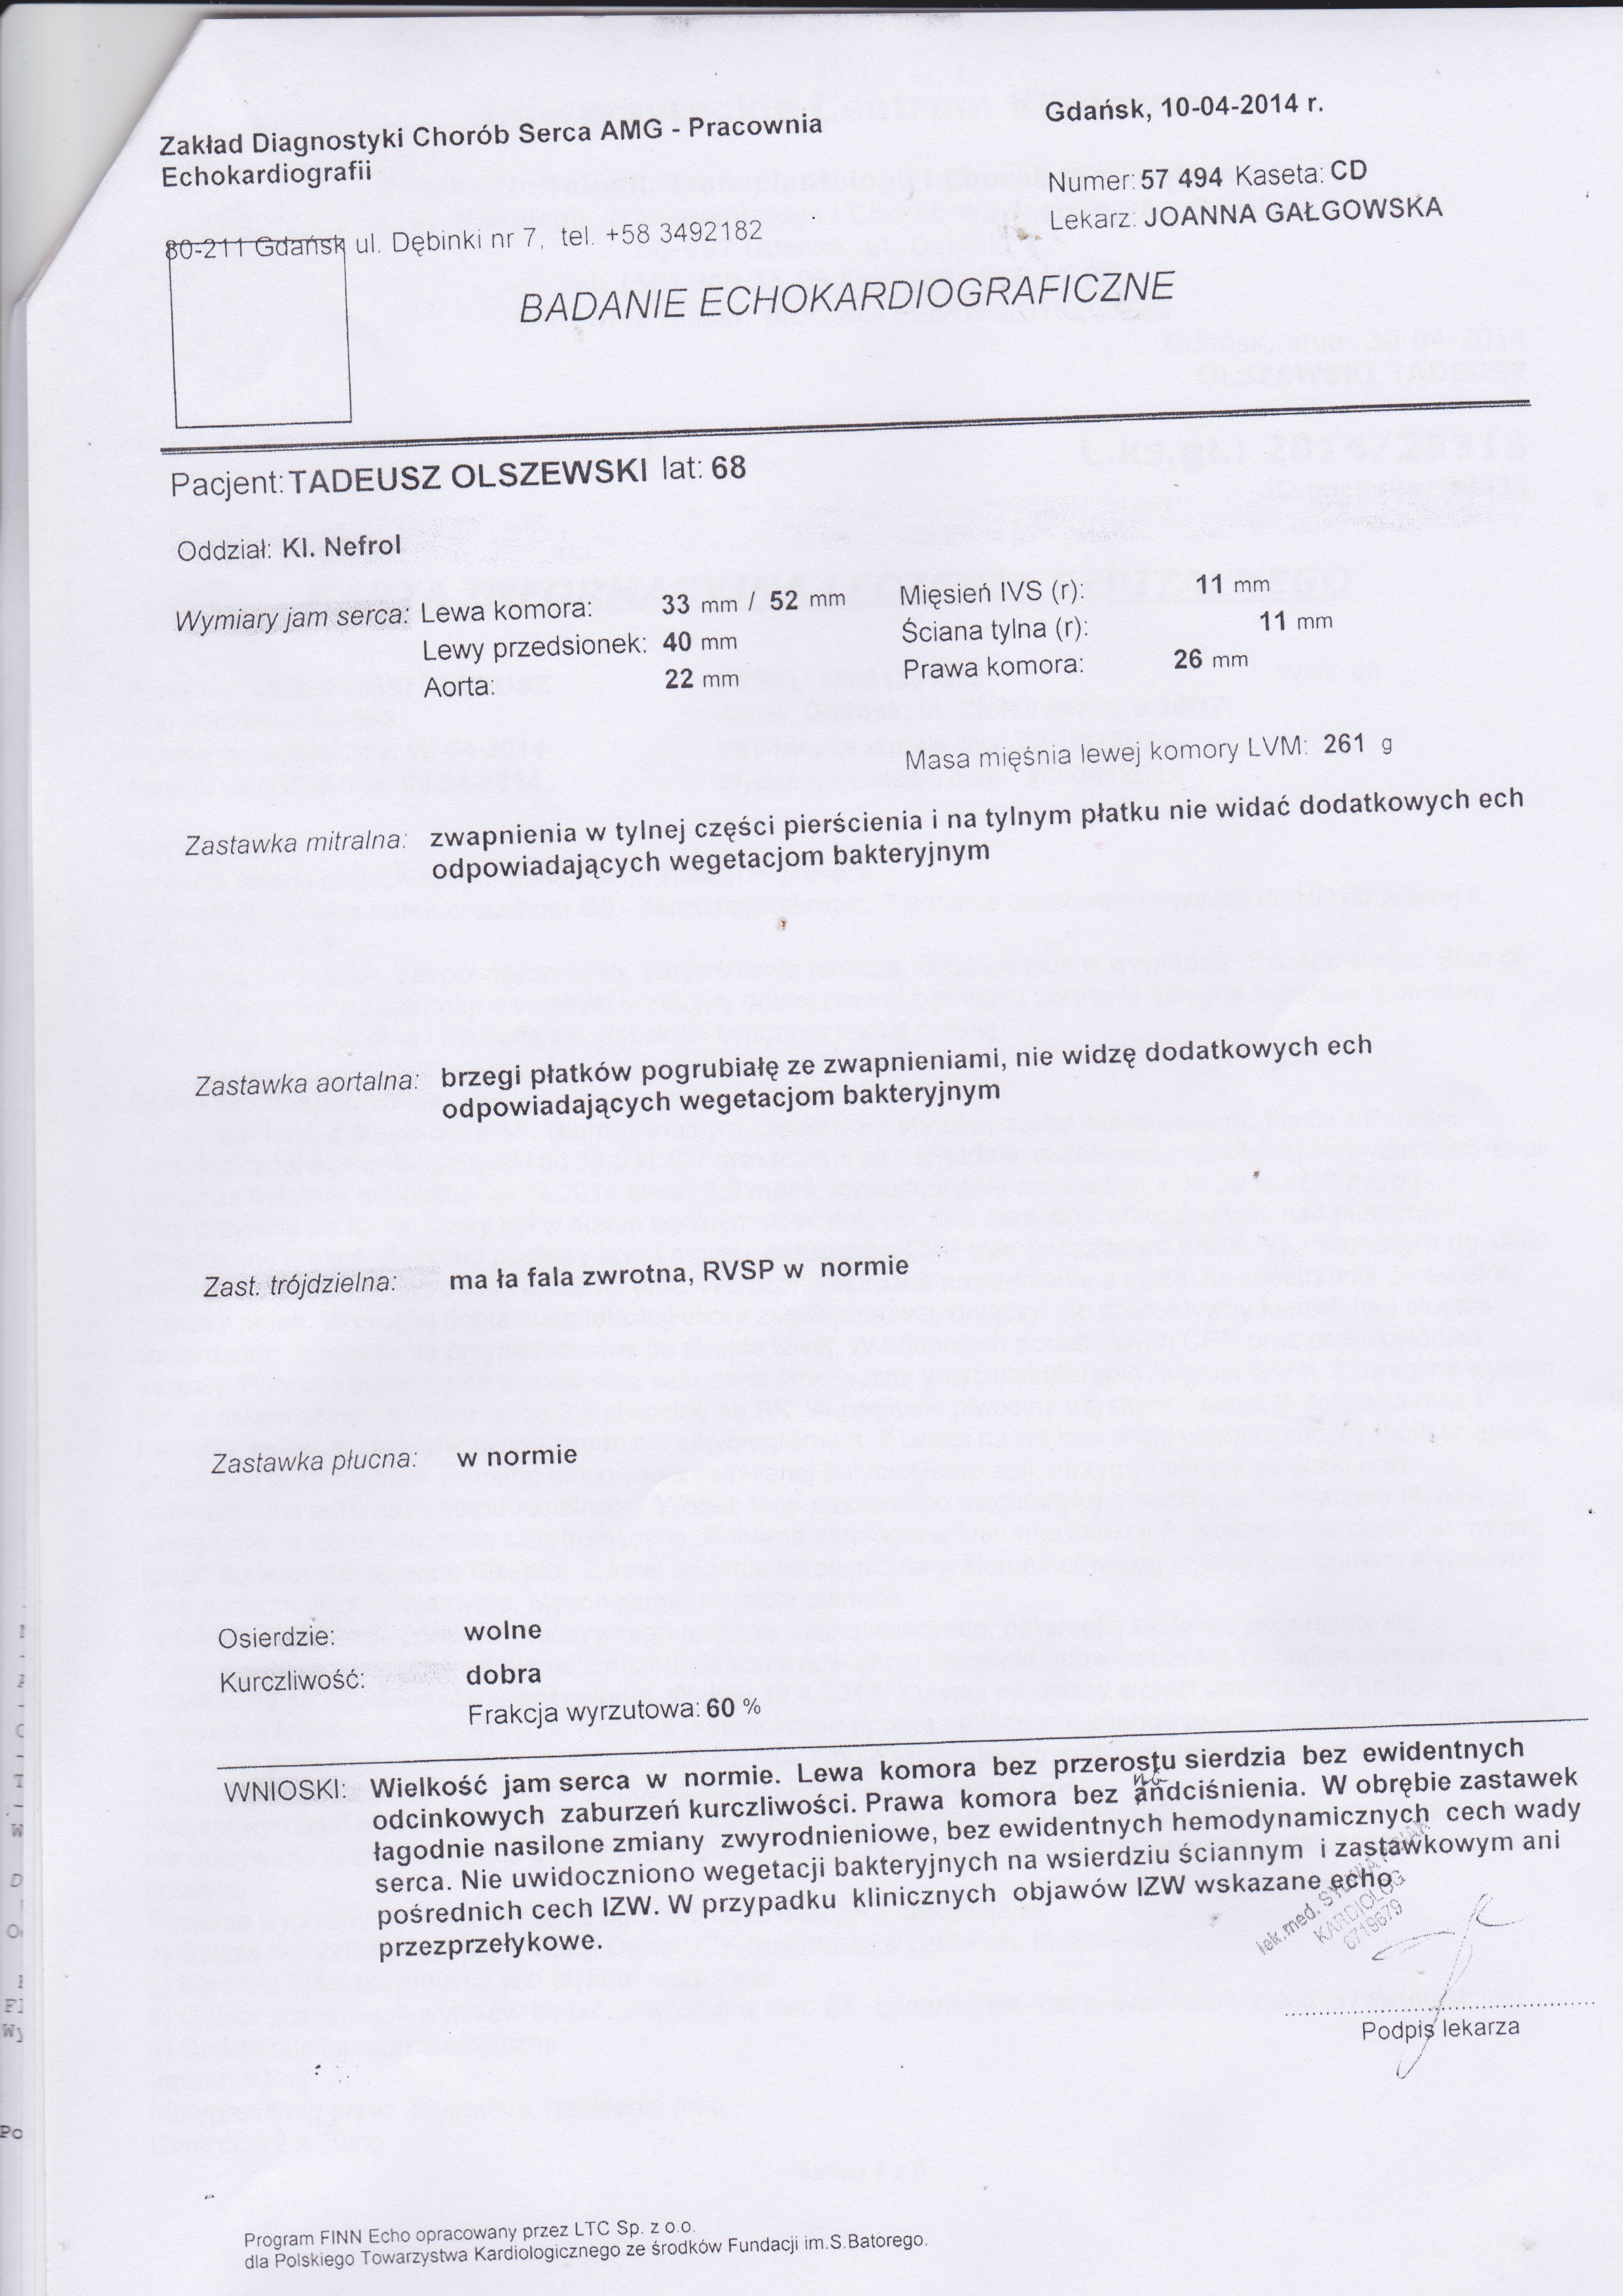 Gdańsk, 10-04-2014 r.
Zakład Diagnostyki Chorób Serca AMG - Pracownia
Echokardiografii
Numer: 57 494 Kaseta: CD
Lekarz: JOANNA GAŁGOWSKA
80-211 Gdańsk ul. Dębinki nr 7, tel. +58 3492182
BADANIE ECHOKARDIOGRAFICZNE
Pacjent: TADEUSZ OLSZEWSKI lat: 68
Oddział: Kl. Nefrol
Wymiary jam serca: Lewa komora: 33 mm / 52 mm Mięsień IVS (r): 11 mm
Lewy przedsionek: 40 mm Ściana tylna (r): 11 mm
Aorta: 22 mm Prawa komora: 26 mm
Masa mięśnia lewej komory LVM: 261 g
Zastawka mitralna: zwapnienia w tylnej części pierścienia i na tylnym płatku nie widać dodatkowych ech
odpowiadających wegetacjom bakteryjnym
Zastawka aortalna: brzegi płatków pogrubiałę ze zwapnieniami, nie widzę dodatkowych ech
odpowiadających wegetacjom bakteryjnym
Zast. trójdzielna: ma ła fala zwrotna, RVSP w normie
Zastawka płucna: w normie
Osierdzie: wolne
Kurczliwość: dobra
Frakcja wyrzutowa: 60 %
WNIOSKI: Wielkość jam serca w normie. Lewa komora bez przerostu sierdzia bez ewidentnych
odcinkowych zaburzeń kurczliwości. Prawa komora bez andciśnienia. W obrębie zastawek
łagodnie nasilone zmiany zwyrodnieniowe, bez ewidentnych hemodynamicznych cech wady
serca. Nie uwidoczniono wegetacji bakteryjnych na wsierdziu ściannym i zastawkowym ani
pośrednich cech IZW. W przypadku klinicznych objawów IZW wskazane echo
przezprzełykowe.
lek.med.
KARDIOLOG
Podpis lekarza
Program FINN Echo opracowany przez LTC Sp. z o.o.
dla Polskiego Towarzystwa Kardiologicznego ze środków Fundacji im.S.Batorego.